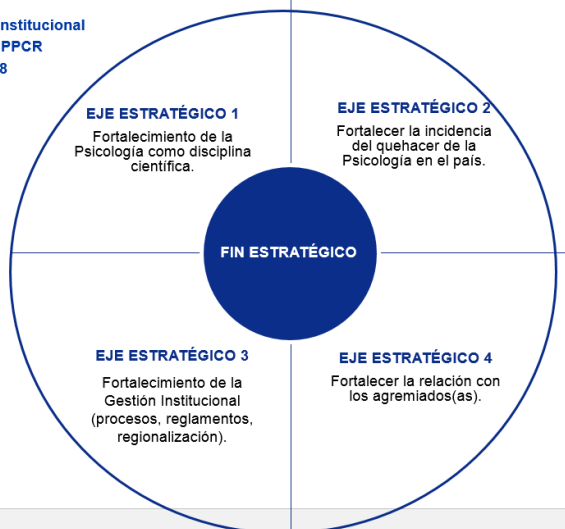 nstitucional
PPCR
8
EJE ESTRATÉGICO 1
Fortalecimiento de la
Psicología como disciplina
científica.
EJE ESTRATÉGICO 2
Fortalecer la incidencia
del quehacer de la
Psicología en el país.
FIN ESTRATÉGICO
EJE ESTRATÉGICO 3
Fortalecimiento de la
Gestión Institucional
(procesos, reglamentos,
regionalización).
EJE ESTRATÉGICO 4
Fortalecer la relación con
los agremiados(as).